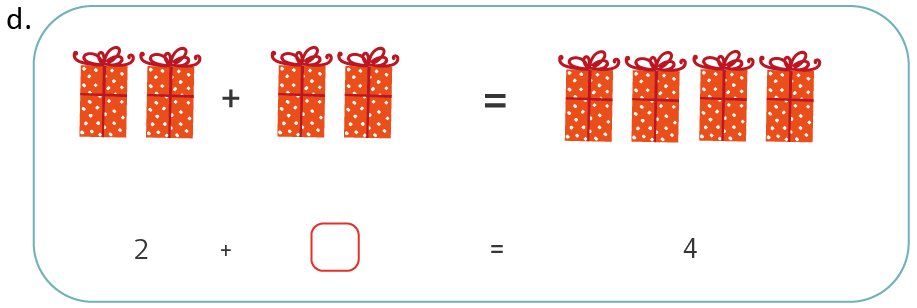 d.
+ =
2 + = 4